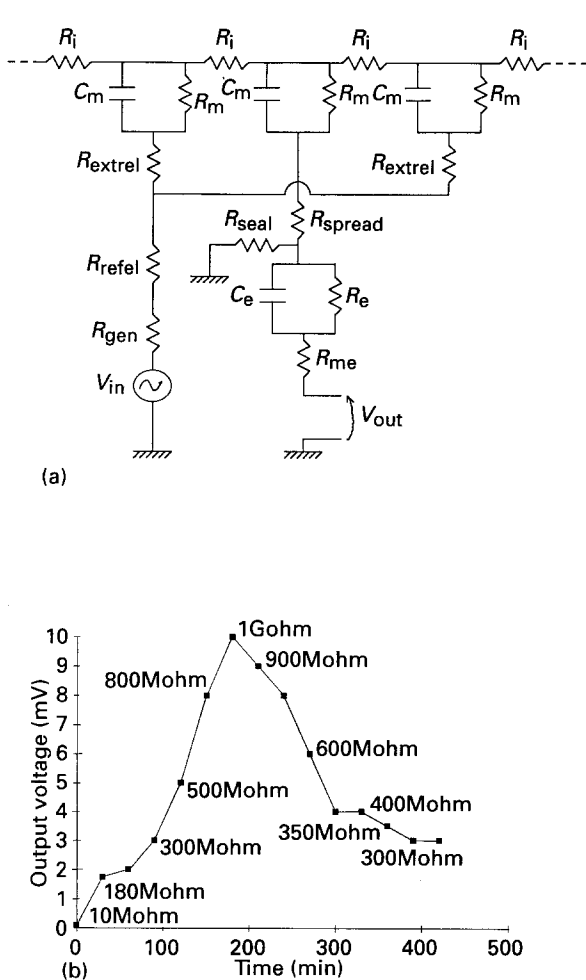 Ri Ri Ri Ri
Cm Rm Cm Rm Cm Rm
Rextrel Rextrel
Rseal Rspread
Rrefel
Ce Re
Rgen
Rme
Vin
Vout
(a)
10 1Gohm
9 900Mohm
800Mohm
8
7
6 600Mohm
5 500Mohm
4 400Mohm
350Mohm
3 300Mohm 300Mohm
2
180Mohm
1
10Mohm
0
Output voltage (mV)
0 100 200 300 400 500
(b) Time (min)